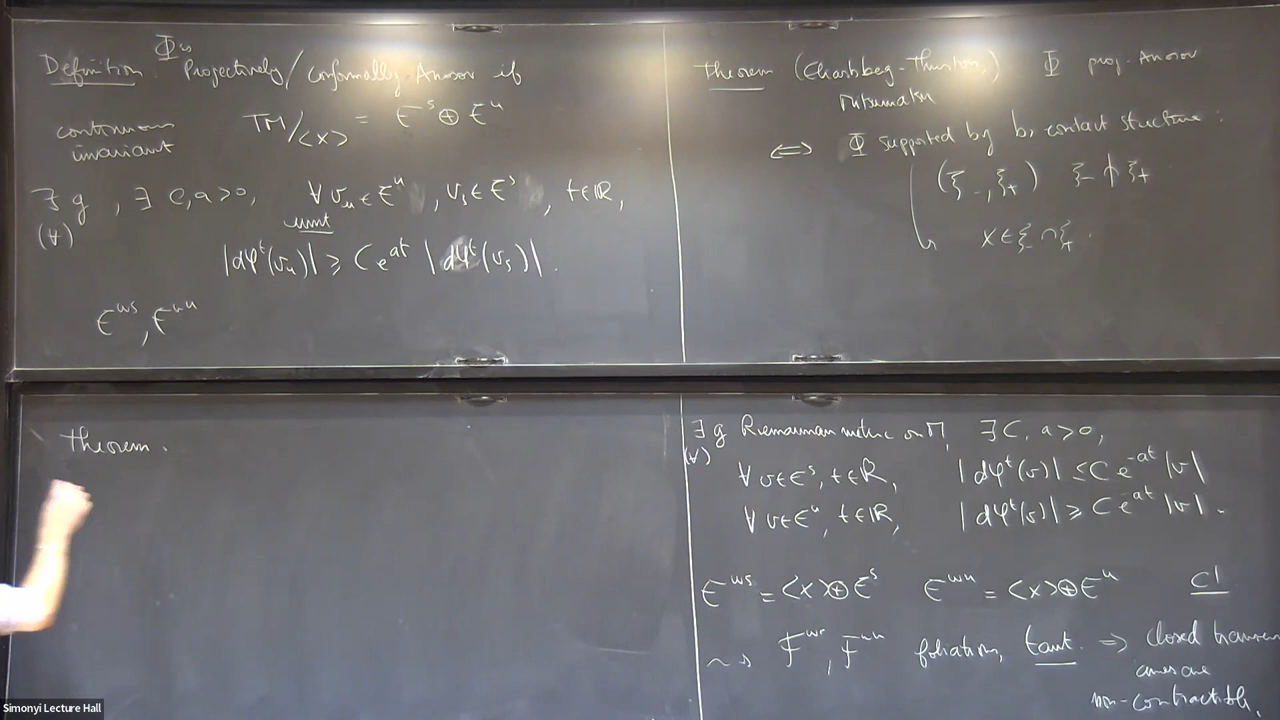 Definition. Φ is Projectively/conformally Anosov if
continuous invariant TM/<X> = E^s ⊕ E^u
∃ g, ∃ C, a > 0, ∀ v_u ∈ E^u, v_s ∈ E^s, t ∈ ℝ,
(∀) unit
|dφ^t(v_u)| ≥ C e^{at} |dφ^t(v_s)|.
E^{ws}, E^{wu}
Theorem (Eliashberg-Thurston, Φ proj-Anosov
Mitsumatsu
⟺ Φ supported by bi contact structure:
(ξ_-, ξ_+) ξ_- ⋔ ξ_+
X ∈ ξ_- ∩ ξ_+.
Theorem.
∃ g Riemannian metric on M, ∃ C, a > 0,
(∀)
∀ v ∈ E^s, t ∈ ℝ, |dφ^t(v)| ≤ C e^{-at} |v|
∀ v ∈ E^u, t ∈ ℝ, |dφ^t(v)| ≥ C e^{at} |v|.
E^{ws} = <X> ⊕ E^s E^{wu} = <X> ⊕ E^u C^1
⇝ F^{ws}, F^{wu} foliations, taut. ⇒ closed
curves are
non-contractible.
Simonyi Lecture Hall